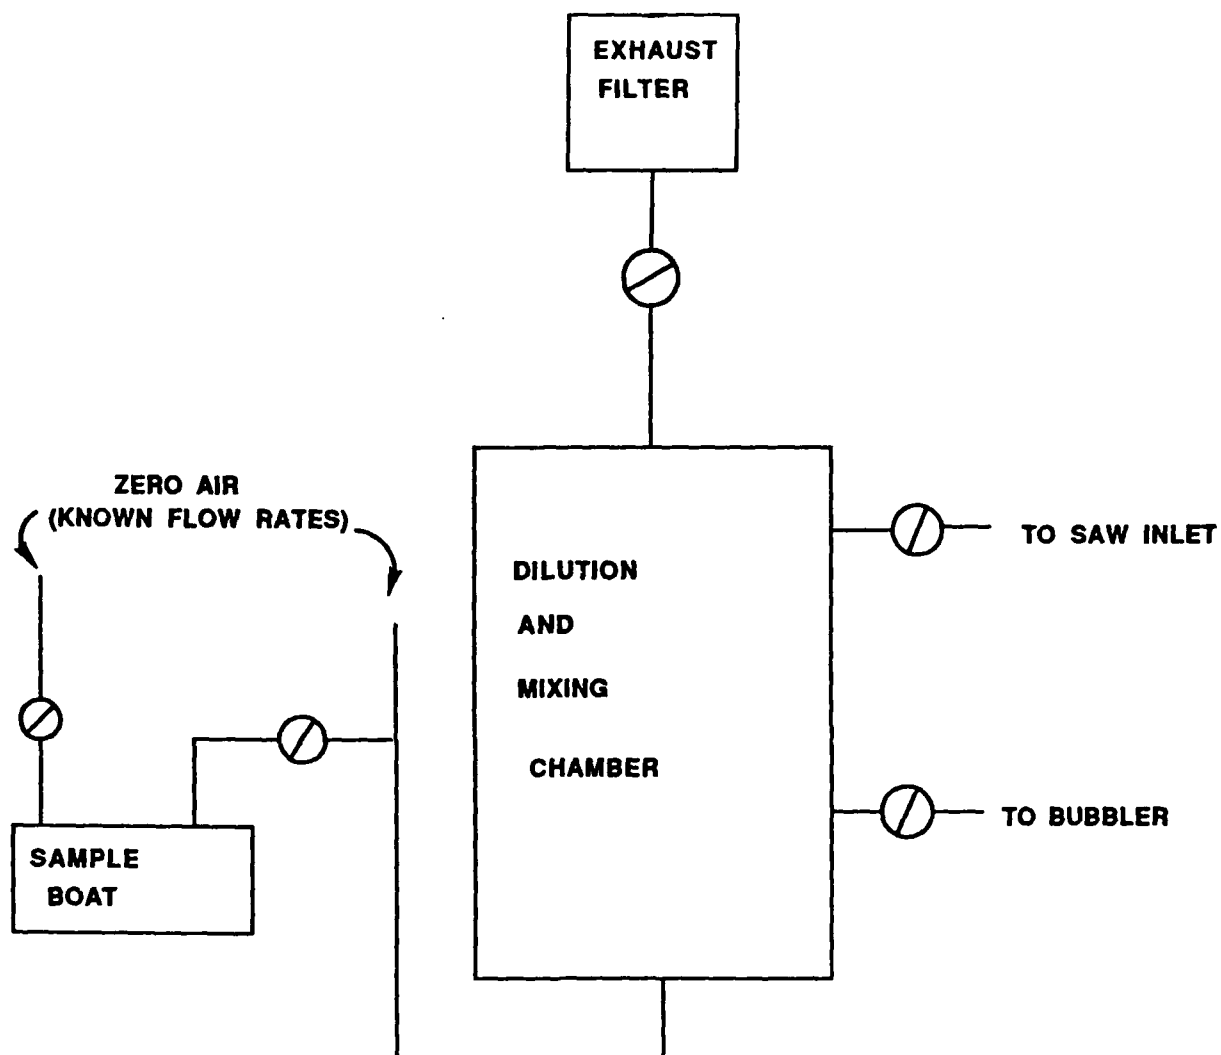 EXHAUST
FILTER
ZERO AIR
(KNOWN FLOW RATES)
TO SAW INLET
DILUTION
AND
MIXING
CHAMBER
TO BUBBLER
SAMPLE
BOAT